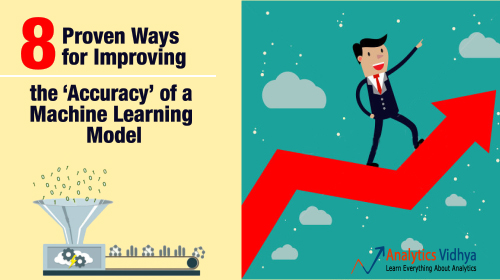 8 Proven Ways
for Improving
the ‘Accuracy’ of a
Machine Learning
Model
Analytics Vidhya
Learn Everything About Analytics